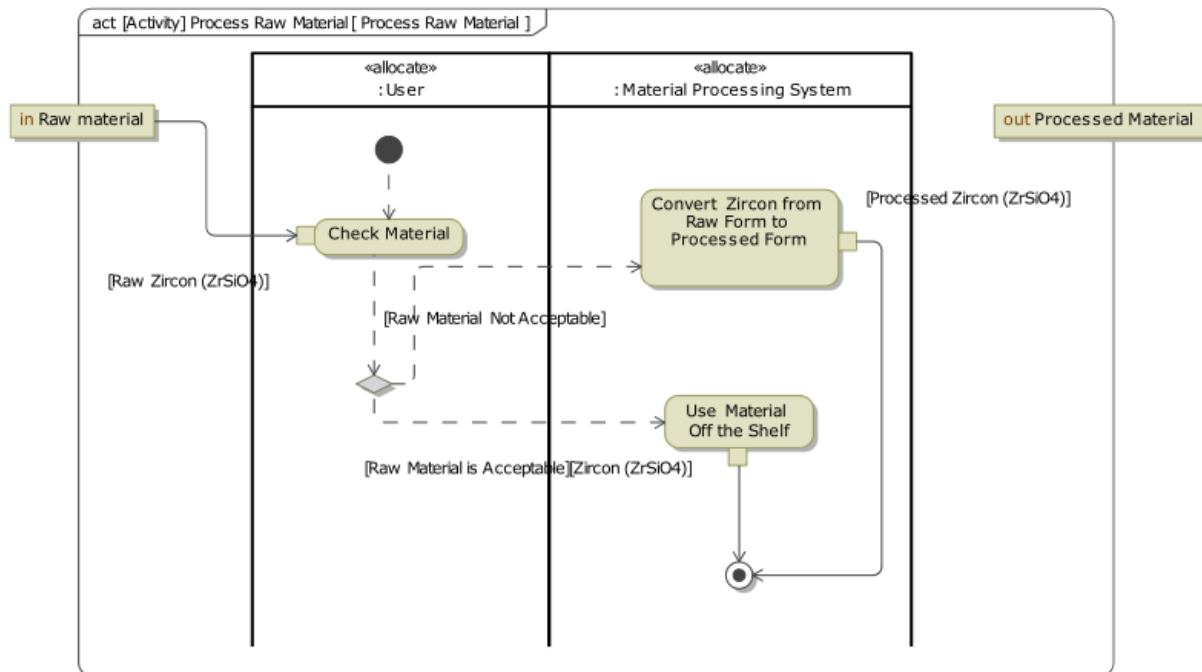 act [Activity] Process Raw Material[ Process Raw Material ]
«allocate»
: User
«allocate»
: Material Processing System
in Raw material
out Processed Material
Check Material
Convert Zircon from
Raw Form to
Processed Form
[Processed Zircon (ZrSiO4)]
[Raw Zircon (ZrSiO4)]
[Raw Material Not Acceptable]
Use Material
Off the Shelf
[Raw Material is Acceptable][Zircon (ZrSiO4)]